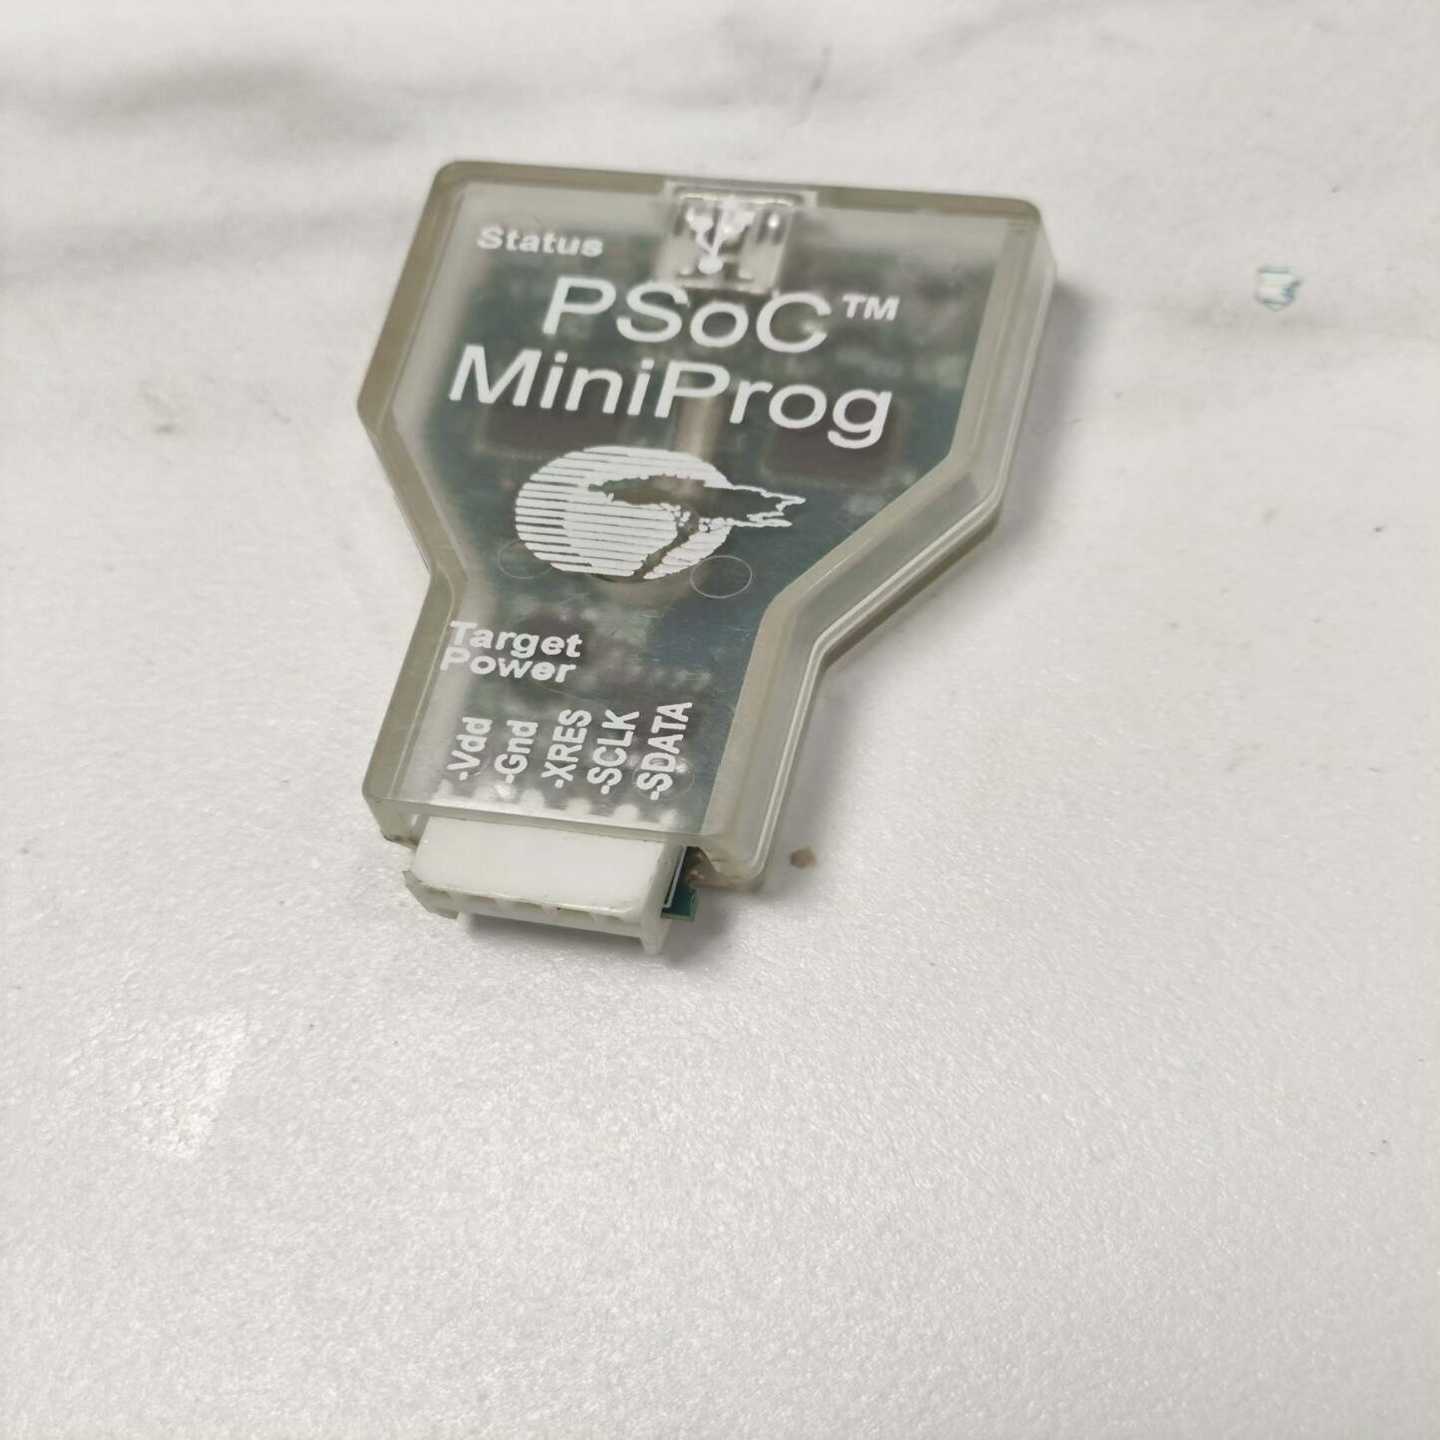 Status
PSoC™
MiniProg
Target
Power
-Vdd
-Gnd
-XRES
-SCLK
-SDATA